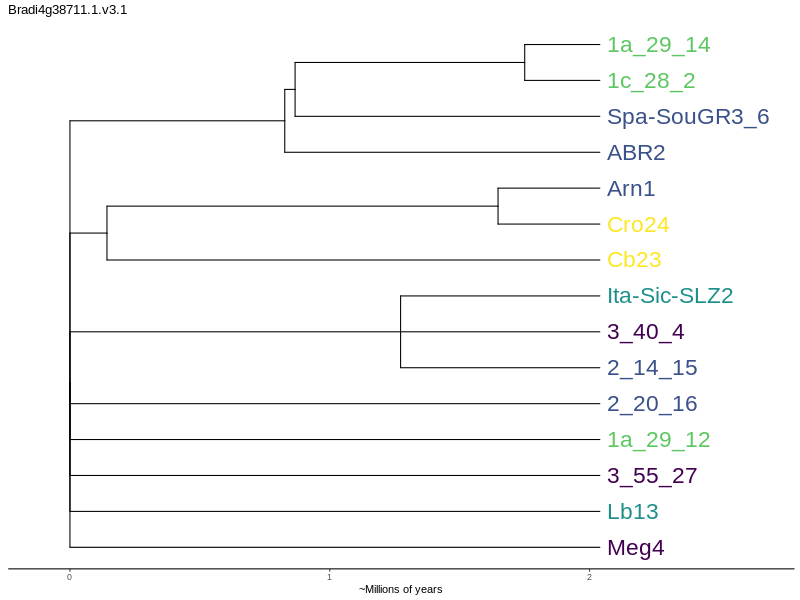 Bradi4g38711.1.v3.1
1a_29_14
1c_28_2
Spa-SouGR3_6
ABR2
Arn1
Cro24
Cb23
Ita-Sic-SLZ2
3_40_4
2_14_15
2_20_16
1a_29_12
3_55_27
Lb13
Meg4
0 1 2
~Millions of years